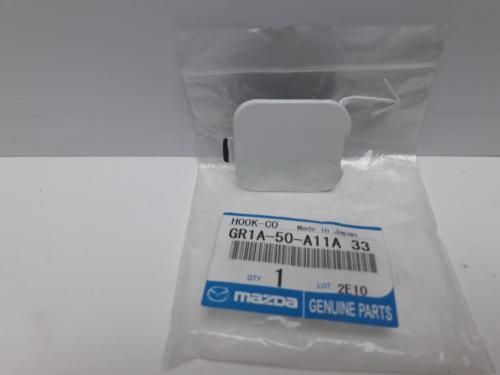 HOOK-CO Made in Japan
GR1A-50-A11A 33
QTY 1 LOT 2E10
mazda GENUINE PARTS